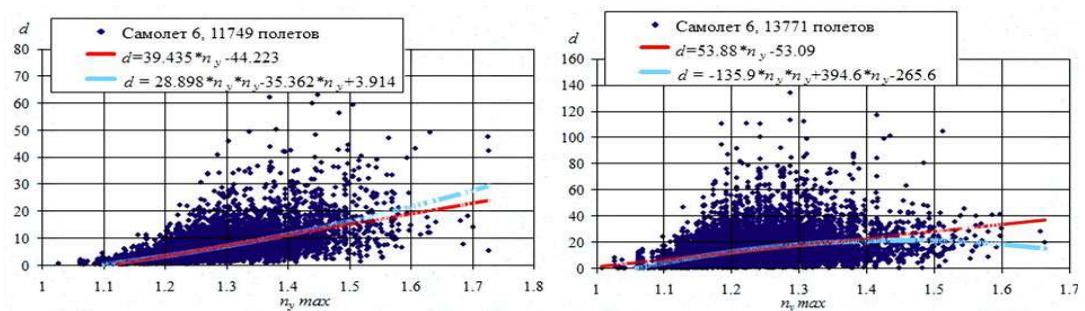 d
Самолет 6, 11749 полетов
d=39.435*n y -44.223
d = 28.898*n y*n y-35.362*n y+3.914
80
70
60
50
40
30
20
10
0
1 1.1 1.2 1.3 1.4 1.5 1.6 1.7 1.8
n y max
d
Самолет 6, 13771 полетов
d=53.88*n y -53.09
d = -135.9*n y*n y+394.6*n y-265.6
160
140
120
100
80
60
40
20
0
1 1.1 1.2 1.3 1.4 1.5 1.6 1.7
n y max